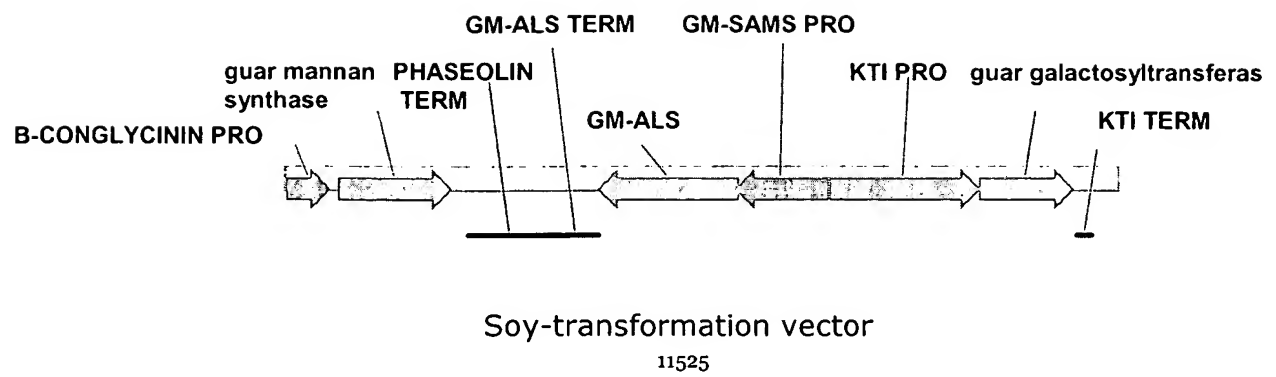 GM-ALS TERM
GM-SAMS PRO
guar mannan
synthase
PHASEOLIN
TERM
KTI PRO
guar galactosyltransferas
B-CONGLYCININ PRO
GM-ALS
KTI TERM
Soy-transformation vector
11525